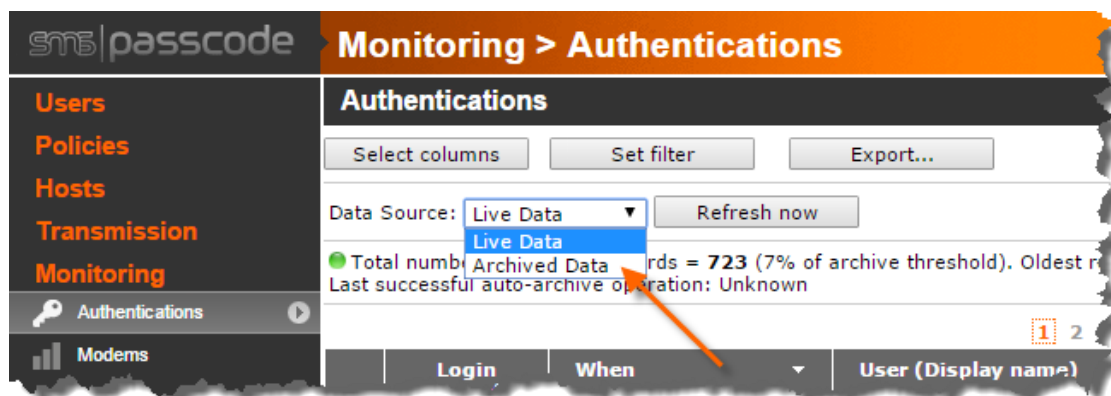 sms|passcode
Monitoring > Authentications
Users
Policies
Hosts
Transmission
Monitoring
Authentications
Modems
Authentications
Select columns Set filter Export...
Data Source: Live Data Refresh now
Live Data
Archived Data
Total numb rds = 723 (7% of archive threshold). Oldest r
Last successful auto-archive operation: Unknown
1 2
Login When User (Display name)